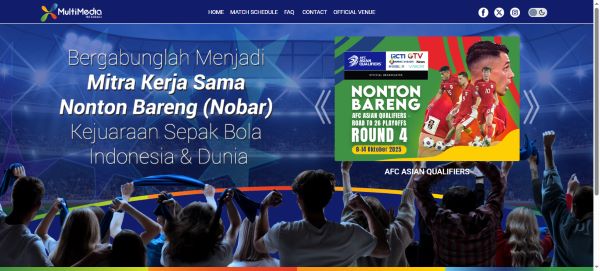 MultiMedia
HOME
MATCH SCHEDULE
FAQ
CONTACT
OFFICIAL VENUE
Bergabunglah Menjadi
Mitra Kerja Sama
Nonton Bareng (Nobar)
Kejuaraan Sepak Bola
Indonesia & Dunia
ASIAN
QUALIFIERS
RCTI
GTV
NONTON
BARENG
AFC ASIAN QUALIFIERS
ROAD TO 26 PLAYOFFS
ROUND 4
8-14 Oktober 2025
AFC ASIAN QUALIFIERS